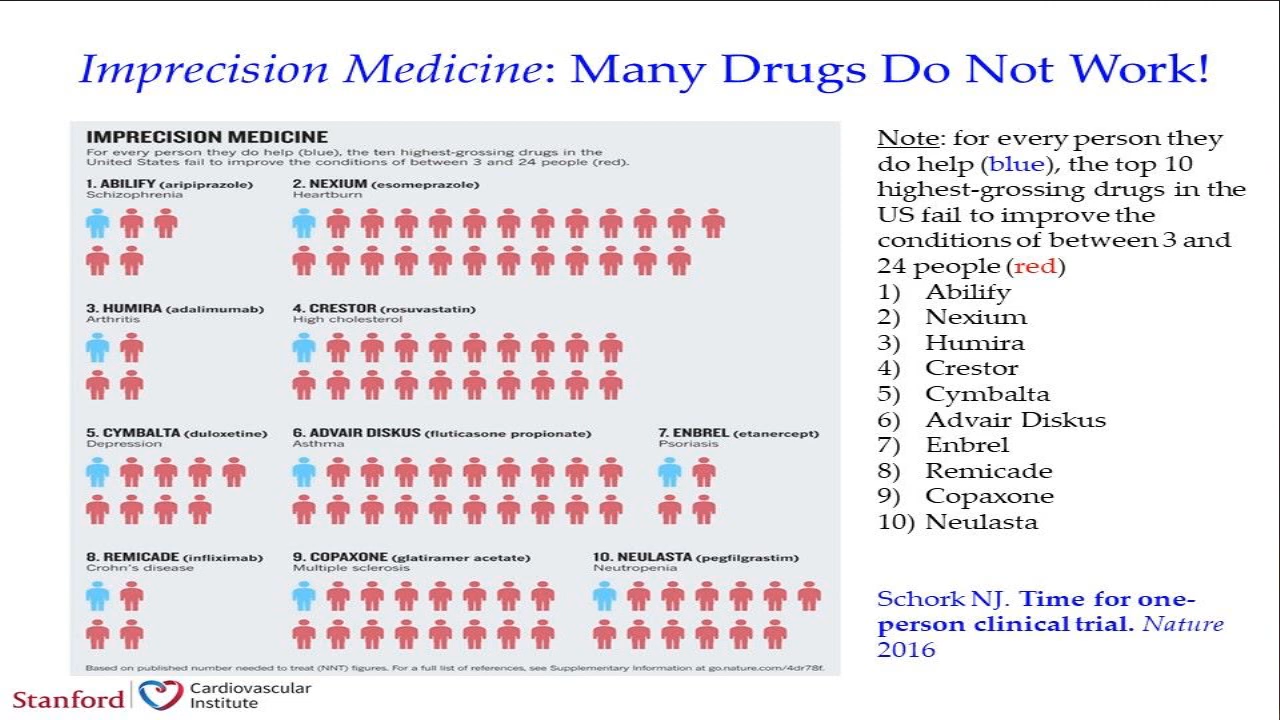 Imprecision Medicine: Many Drugs Do Not Work!
IMPRECISION MEDICINE
For every person they do help (blue), the ten highest-grossing drugs in the
United States fail to improve the conditions of between 3 and 24 people (red).
1. ABILIFY (aripiprazole)
Schizophrenia
2. NEXIUM (esomeprazole)
Heartburn
3. HUMIRA (adalimumab)
Arthritis
4. CRESTOR (rosuvastatin)
High cholesterol
5. CYMBALTA (duloxetine)
Depression
6. ADVAIR DISKUS (fluticasone propionate)
Asthma
7. ENBREL (etanercept)
Psoriasis
8. REMICADE (infliximab)
Crohn's disease
9. COPAXONE (glatiramer acetate)
Multiple sclerosis
10. NEULASTA (pegfilgrastim)
Neutropenia
Based on published number needed to treat (NNT) figures. For a full list of references, see Supplementary Information at go.nature.com/4dr78f.
Note: for every person they
do help (blue), the top 10
highest-grossing drugs in the
US fail to improve the
conditions of between 3 and
24 people (red)
1) Abilify
2) Nexium
3) Humira
4) Crestor
5) Cymbalta
6) Advair Diskus
7) Enbrel
8) Remicade
9) Copaxone
10) Neulasta
Schork NJ. Time for one-
person clinical trial. Nature
2016
Stanford
Cardiovascular
Institute